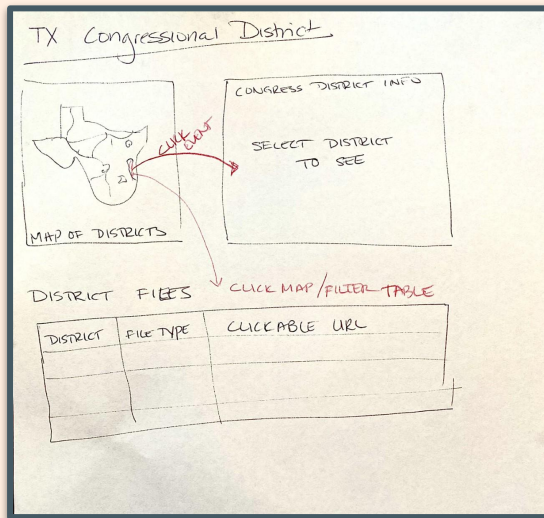 TX Congressional District
CONGRESS DISTRICT INFO
SELECT DISTRICT
TO SEE
CLICK
EVENT
MAP OF DISTRICTS
DISTRICT FILES
CLICK MAP/FILTER TABLE
DISTRICT
FILE TYPE
CLICKABLE URL